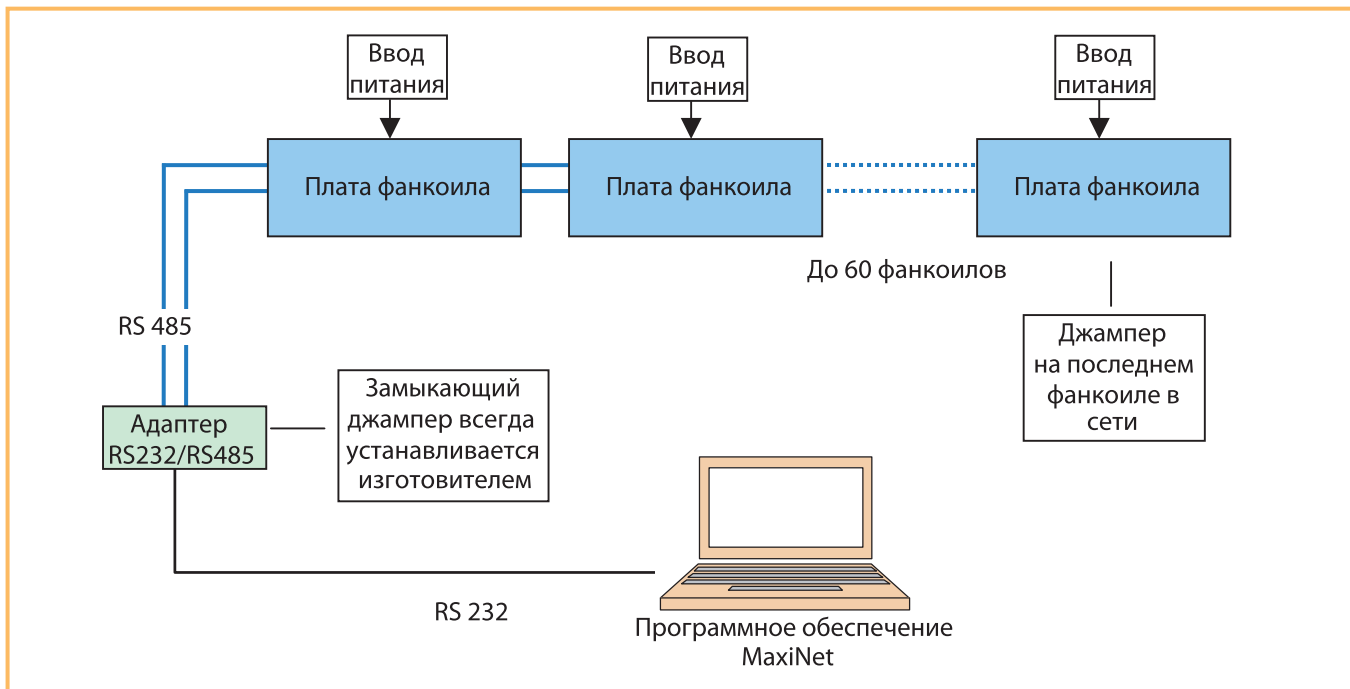 Ввод
питания
Ввод
питания
Ввод
питания
Плата фанкоила
Плата фанкоила
Плата фанкоила
До 60 фанкоилов
RS 485
Джампер
на последнем
фанкоиле в
сети
Замыкающий
джампер всегда
устанавливается
изготовителем
Адаптер
RS232/RS485
RS 232
Программное обеспечение
MaxiNet